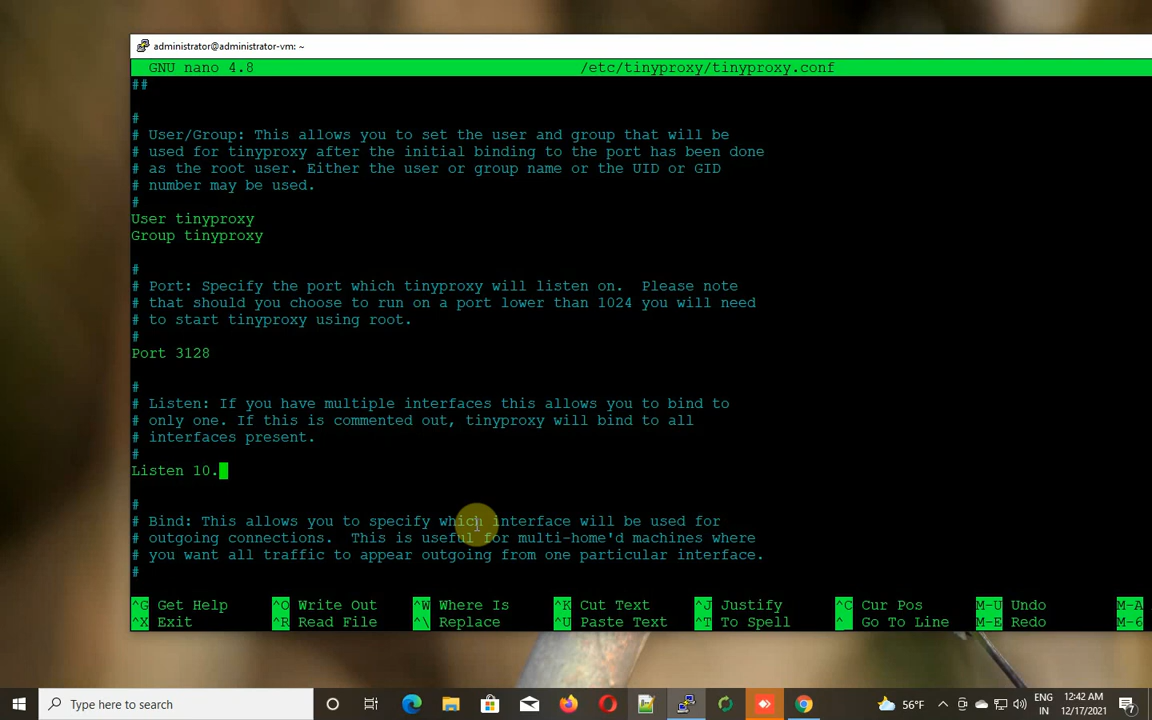 administrator@administrator-vm: ~
GNU nano 4.8 /etc/tinyproxy/tinyproxy.conf
##
#
# User/Group: This allows you to set the user and group that will be
# used for tinyproxy after the initial binding to the port has been done
# as the root user. Either the user or group name or the UID or GID
# number may be used.
#
User tinyproxy
Group tinyproxy
#
# Port: Specify the port which tinyproxy will listen on.  Please note
# that should you choose to run on a port lower than 1024 you will need
# to start tinyproxy using root.
#
Port 3128
#
# Listen: If you have multiple interfaces this allows you to bind to
# only one. If this is commented out, tinyproxy will bind to all
# interfaces present.
#
Listen 10.
#
# Bind: This allows you to specify which interface will be used for
# outgoing connections.  This is useful for multi-home'd machines where
# you want all traffic to appear outgoing from one particular interface.
#
^G Get Help ^O Write Out ^W Where Is ^K Cut Text ^J Justify ^C Cur Pos M-U Undo M-A
^X Exit ^R Read File ^\ Replace ^U Paste Text ^T To Spell ^_ Go To Line M-E Redo M-6
Type here to search 56°F ENG 12:42 AM
IN 12/17/2021 7